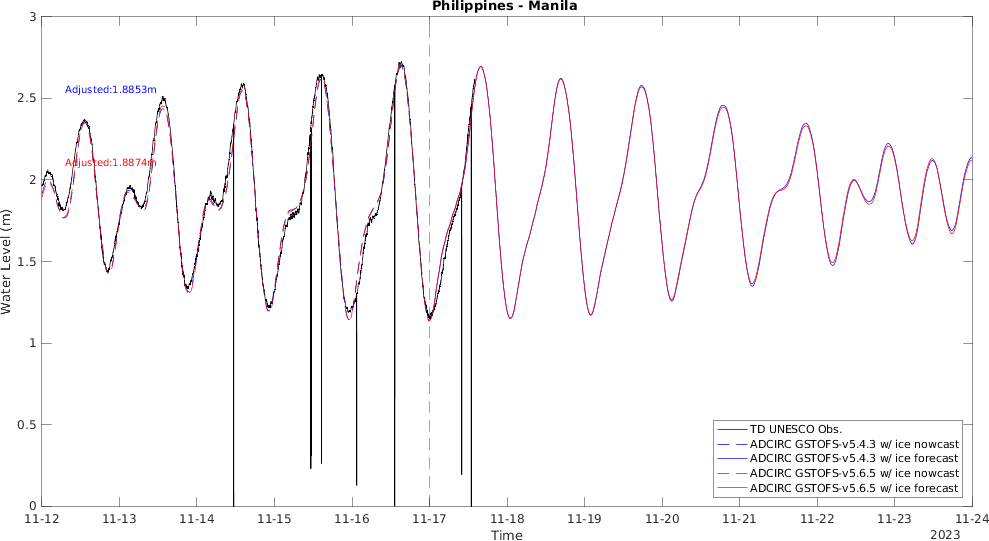 Philippines - Manila
3
2.5
2
1.5
1
0.5
0
Water Level (m)
Adjusted:1.8853m
Adjusted:1.8874m
TD UNESCO Obs.
ADCIRC GSTOFS-v5.4.3 w/ ice nowcast
ADCIRC GSTOFS-v5.4.3 w/ ice forecast
ADCIRC GSTOFS-v5.6.5 w/ ice nowcast
ADCIRC GSTOFS-v5.6.5 w/ ice forecast
11-12 11-13 11-14 11-15 11-16 11-17 11-18 11-19 11-20 11-21 11-22 11-23 11-24
Time
2023